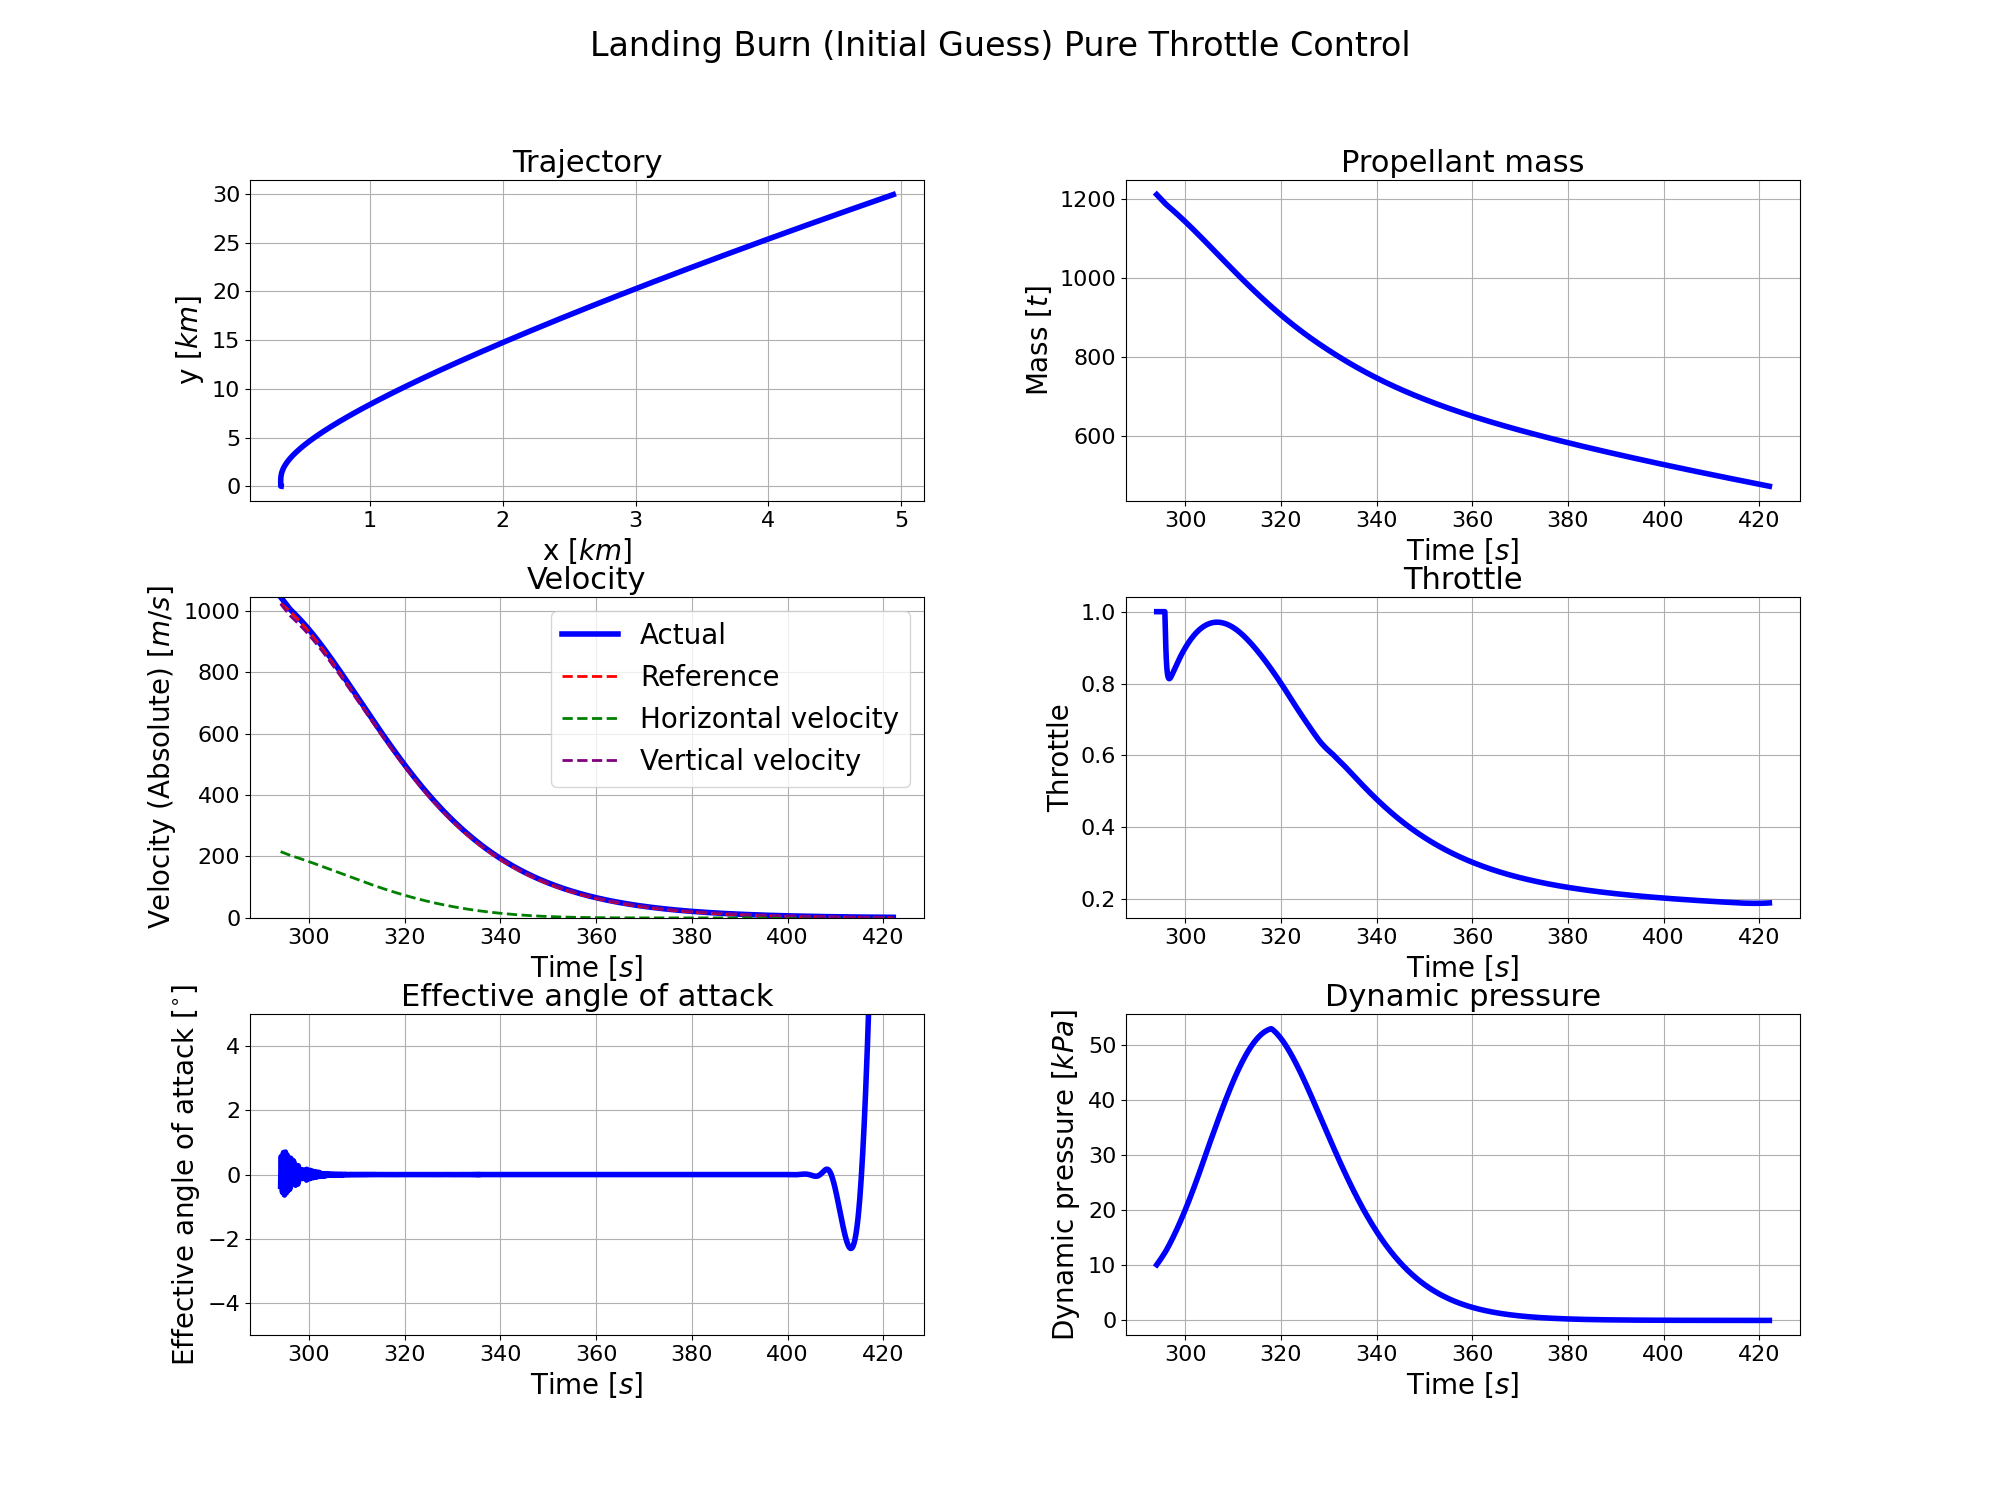 Landing Burn (Initial Guess) Pure Throttle Control
Trajectory
y [km]
30
25
20
15
10
5
0
1 2 3 4 5
x [km]
Propellant mass
Mass [t]
1200
1000
800
600
300 320 340 360 380 400 420
Time [s]
Velocity
Velocity (Absolute) [m/s]
1000
800
600
400
200
0
Actual
Reference
Horizontal velocity
Vertical velocity
300 320 340 360 380 400 420
Time [s]
Throttle
Throttle
1.0
0.8
0.6
0.4
0.2
300 320 340 360 380 400 420
Time [s]
Effective angle of attack
Effective angle of attack [°]
4
2
0
−2
−4
300 320 340 360 380 400 420
Time [s]
Dynamic pressure
Dynamic pressure [kPa]
50
40
30
20
10
0
300 320 340 360 380 400 420
Time [s]